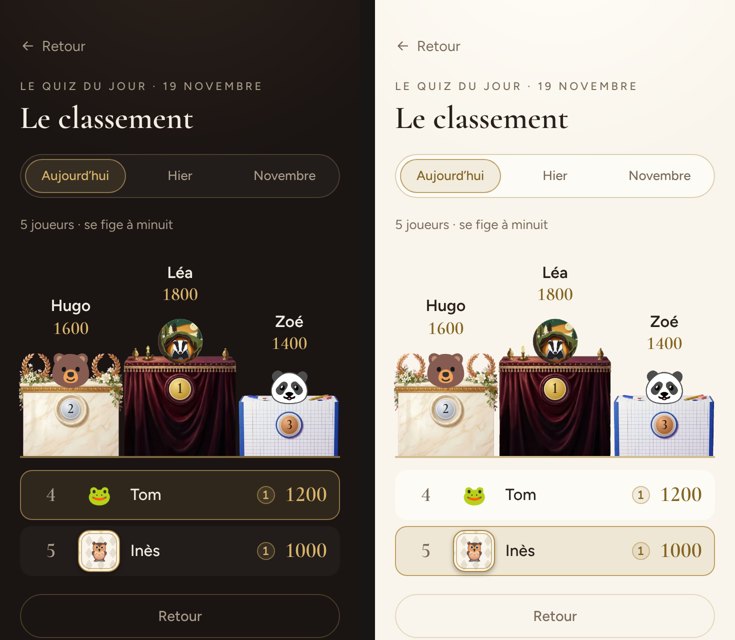 ← Retour
LE QUIZ DU JOUR · 19 NOVEMBRE
Le classement
Aujourd'hui Hier Novembre
5 joueurs · se fige à minuit
Léa
1800
Hugo
1600
Zoé
1400
1
2
3
4 Tom 1 1200
5 Inès 1 1000
Retour
← Retour
LE QUIZ DU JOUR · 19 NOVEMBRE
Le classement
Aujourd'hui Hier Novembre
5 joueurs · se fige à minuit
Léa
1800
Hugo
1600
Zoé
1400
1
2
3
4 Tom 1 1200
5 Inès 1 1000
Retour